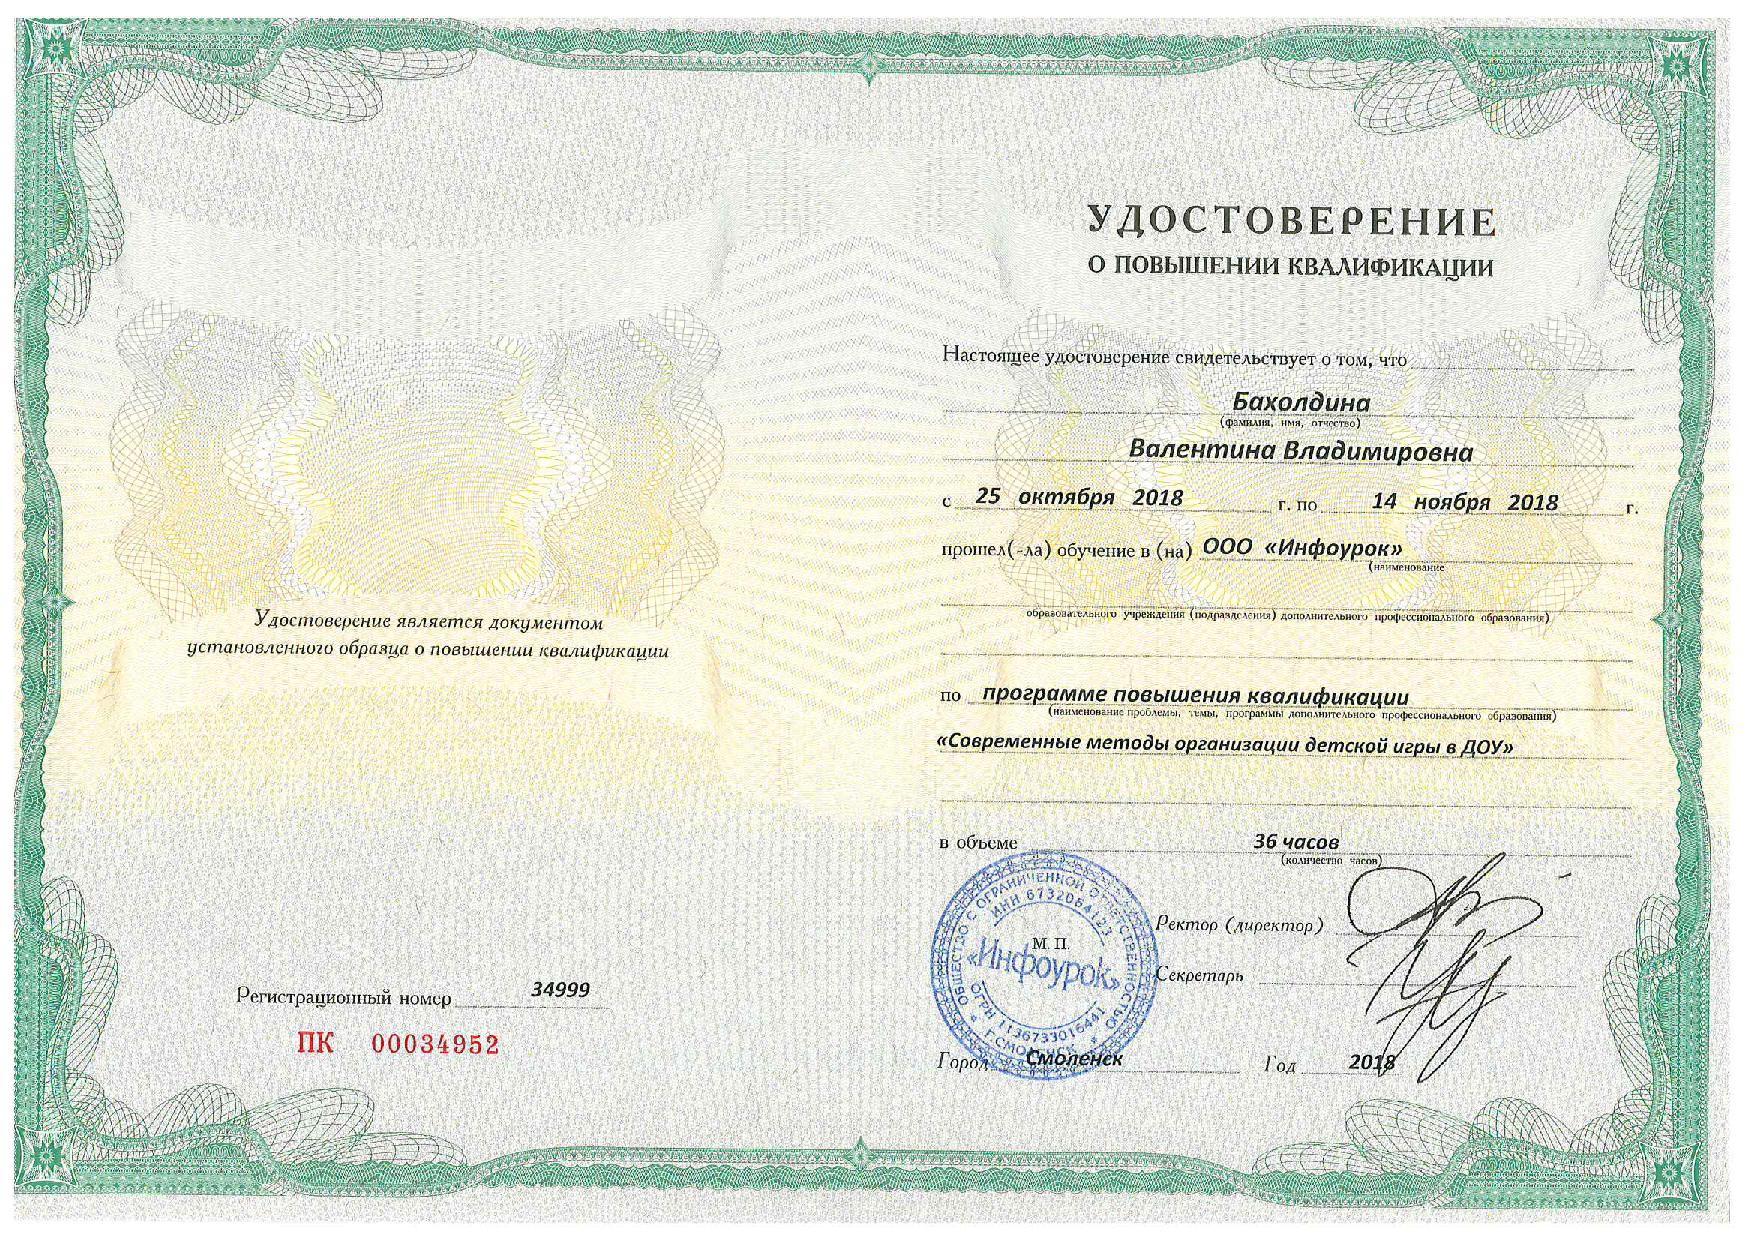 Удостоверение является документом
установленного образца о повышении квалификации
Регистрационный номер 34999
ПК 00034952
УДОСТОВЕРЕНИЕ
О ПОВЫШЕНИИ КВАЛИФИКАЦИИ
Настоящее удостоверение свидетельствует о том, что
Бахолдина
(фамилия, имя, отчество)
Валентина Владимировна
с 25 октября 2018 г. по 14 ноября 2018 г.
прошел(-ла) обучение в (на) ООО «Инфоурок»
(наименование
образовательного учреждения (подразделения) дополнительного профессионального образования)
по программе повышения квалификации
(наименование проблемы, темы, программы дополнительного профессионального образования)
«Современные методы организации детской игры в ДОУ»
в объеме 36 часов
(количество часов)
ОБЩЕСТВО С ОГРАНИЧЕННОЙ ОТВЕТСТВЕННОСТЬЮ
ИНН 6732064123
М. П.
«Инфоурок»
ОГРН 1136733016441
* Г.СМОЛЕНСК *
Ректор (директор)
Секретарь
Город Смоленск Год 2018